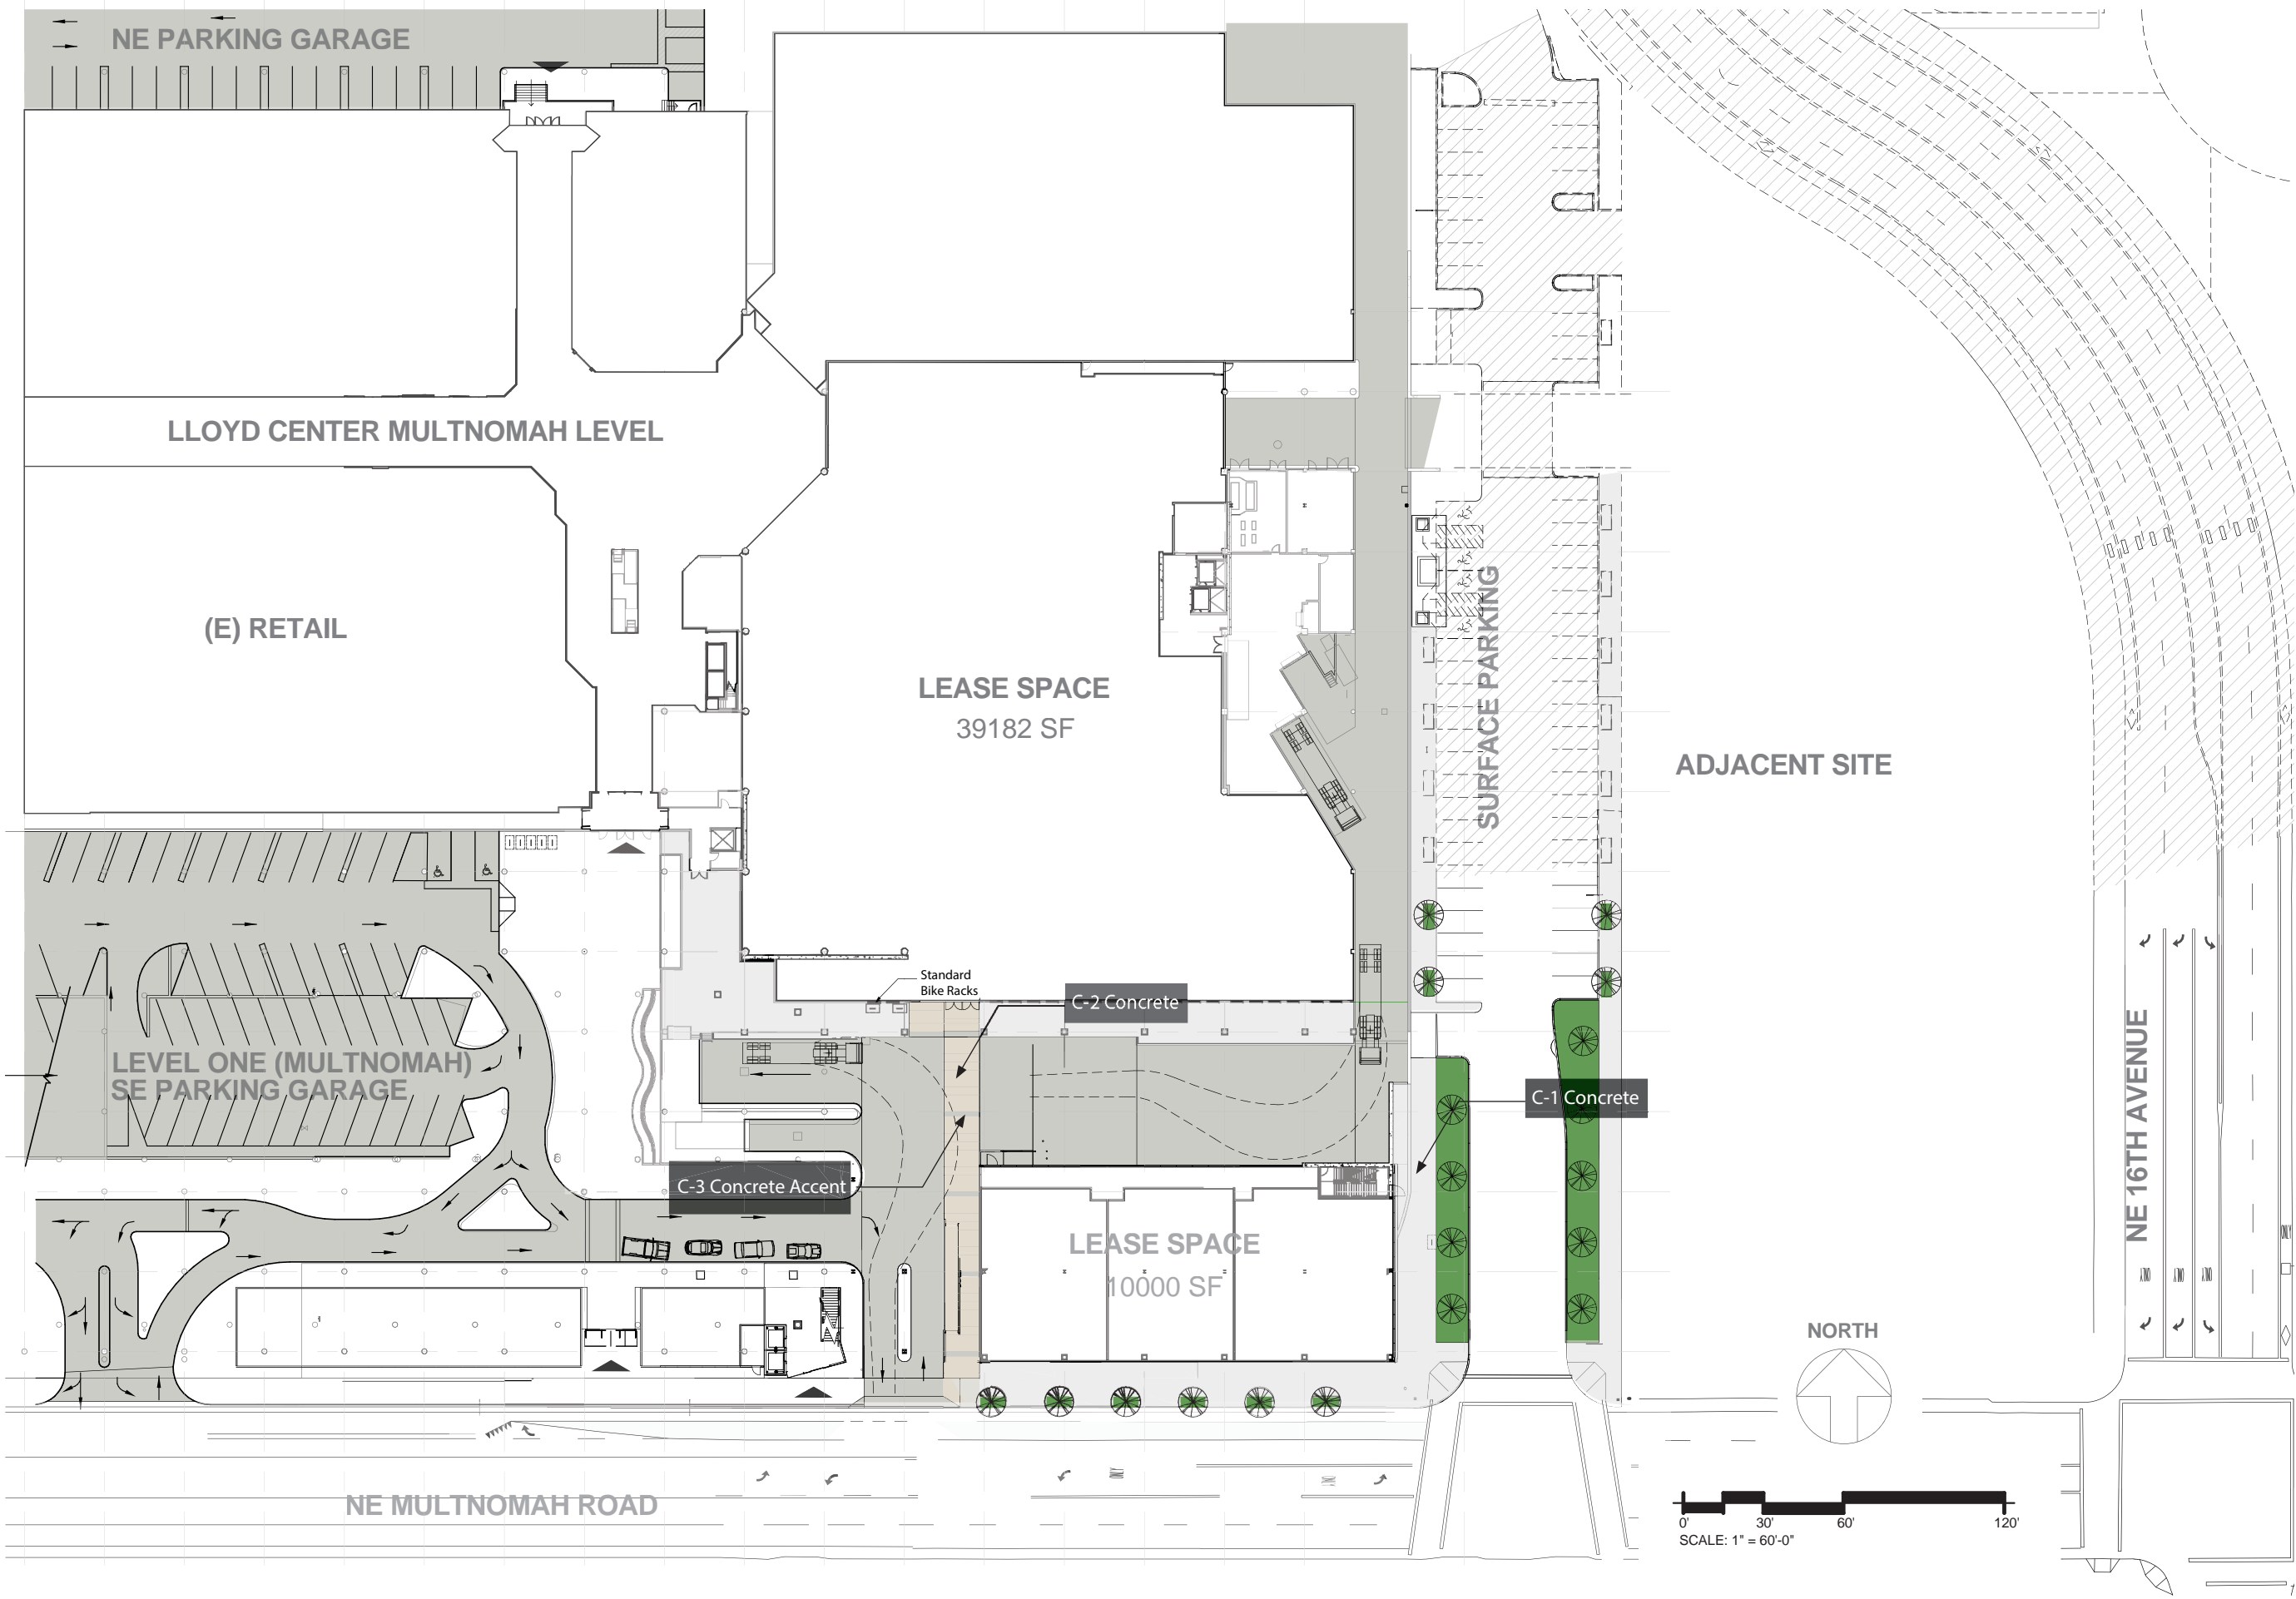 NE PARKING GARAGE
LLOYD CENTER MULTNOMAH LEVEL
(E) RETAIL
LEASE SPACE
39182 SF
SURFACE PARKING
ADJACENT SITE
Standard
Bike Racks
C-2 Concrete
LEVEL ONE (MULTNOMAH)
SE PARKING GARAGE
C-1 Concrete
C-3 Concrete Accent
LEASE SPACE
10000 SF
NE 16TH AVENUE
NORTH
NE MULTNOMAH ROAD
0' 30' 60' 120'
SCALE: 1" = 60'-0"
ONLY